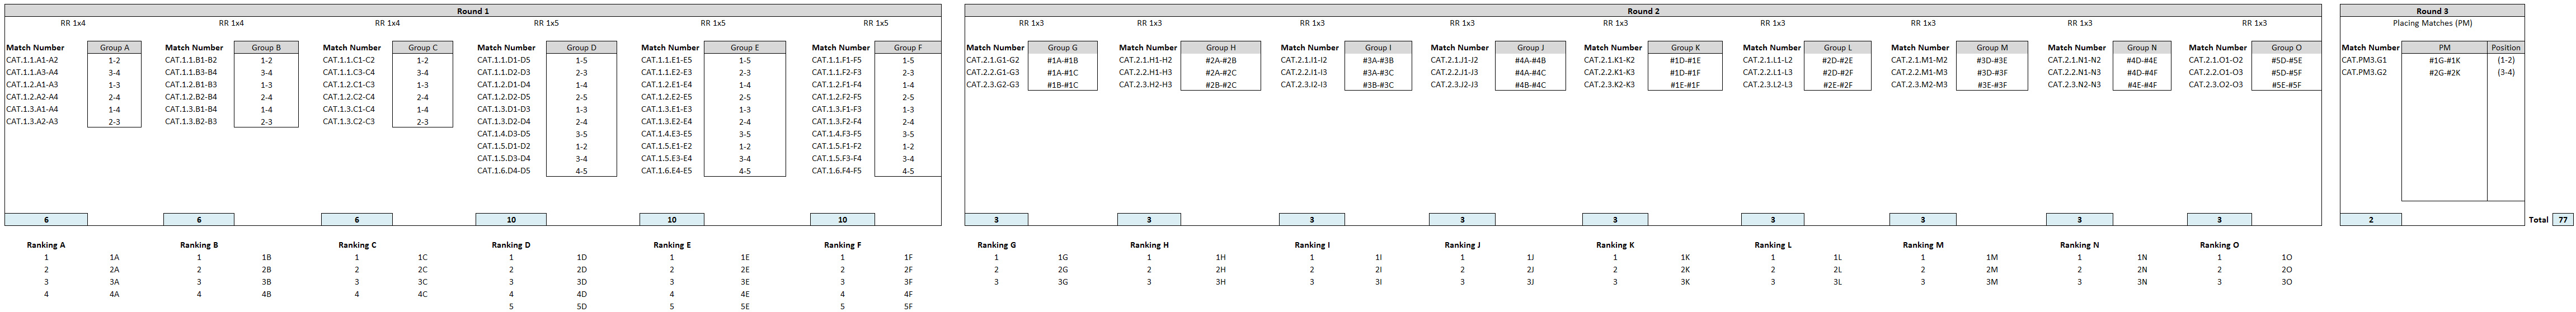 Round 1 Round 2 Round 3
RR 1x4 RR 1x4 RR 1x4 RR 1x5 RR 1x5 RR 1x5 RR 1x3 RR 1x3 RR 1x3 RR 1x3 RR 1x3 RR 1x3 RR 1x3 RR 1x3 RR 1x3 Placing Matches (PM)
Match Number Group A Match Number Group B Match Number Group C Match Number Group D Match Number Group E Match Number Group F Match Number Group G Match Number Group H Match Number Group I Match Number Group J Match Number Group K Match Number Group L Match Number Group M Match Number Group N Match Number Group O Match Number PM Position
CAT.1.1.A1-A2 1-2 CAT.1.1.B1-B2 1-2 CAT.1.1.C1-C2 1-2 CAT.1.1.D1-D5 1-5 CAT.1.1.E1-E5 1-5 CAT.1.1.F1-F5 1-5 CAT.2.1.G1-G2 #1A-#1B CAT.2.1.H1-H2 #2A-#2B CAT.2.1.I1-I2 #3A-#3B CAT.2.1.J1-J2 #4A-#4B CAT.2.1.K1-K2 #1D-#1E CAT.2.1.L1-L2 #2D-#2E CAT.2.1.M1-M2 #3D-#3E CAT.2.1.N1-N2 #4D-#4E CAT.2.1.O1-O2 #5D-#5E CAT.PM3.G1 #1G-#1K (1-2)
CAT.1.1.A3-A4 3-4 CAT.1.1.B3-B4 3-4 CAT.1.1.C3-C4 3-4 CAT.1.1.D2-D3 2-3 CAT.1.1.E2-E3 2-3 CAT.1.1.F2-F3 2-3 CAT.2.2.G1-G3 #1A-#1C CAT.2.2.H1-H3 #2A-#2C CAT.2.2.I1-I3 #3A-#3C CAT.2.2.J1-J3 #4A-#4C CAT.2.2.K1-K3 #1D-#1F CAT.2.2.L1-L3 #2D-#2F CAT.2.2.M1-M3 #3D-#3F CAT.2.2.N1-N3 #4D-#4F CAT.2.2.O1-O3 #5D-#5F CAT.PM3.G2 #2G-#2K (3-4)
CAT.1.2.A1-A3 1-3 CAT.1.2.B1-B3 1-3 CAT.1.2.C1-C3 1-3 CAT.1.2.D1-D4 1-4 CAT.1.2.E1-E4 1-4 CAT.1.2.F1-F4 1-4 CAT.2.3.G2-G3 #1B-#1C CAT.2.3.H2-H3 #2B-#2C CAT.2.3.I2-I3 #3B-#3C CAT.2.3.J2-J3 #4B-#4C CAT.2.3.K2-K3 #1E-#1F CAT.2.3.L2-L3 #2E-#2F CAT.2.3.M2-M3 #3E-#3F CAT.2.3.N2-N3 #4E-#4F CAT.2.3.O2-O3 #5E-#5F
CAT.1.2.A2-A4 2-4 CAT.1.2.B2-B4 2-4 CAT.1.2.C2-C4 2-4 CAT.1.2.D2-D5 2-5 CAT.1.2.E2-E5 2-5 CAT.1.2.F2-F5 2-5
CAT.1.3.A1-A4 1-4 CAT.1.3.B1-B4 1-4 CAT.1.3.C1-C4 1-4 CAT.1.3.D1-D3 1-3 CAT.1.3.E1-E3 1-3 CAT.1.3.F1-F3 1-3
CAT.1.3.A2-A3 2-3 CAT.1.3.B2-B3 2-3 CAT.1.3.C2-C3 2-3 CAT.1.3.D2-D4 2-4 CAT.1.3.E2-E4 2-4 CAT.1.3.F2-F4 2-4
CAT.1.4.D3-D5 3-5 CAT.1.4.E3-E5 3-5 CAT.1.4.F3-F5 3-5
CAT.1.5.D1-D2 1-2 CAT.1.5.E1-E2 1-2 CAT.1.5.F1-F2 1-2
CAT.1.5.D3-D4 3-4 CAT.1.5.E3-E4 3-4 CAT.1.5.F3-F4 3-4
CAT.1.6.D4-D5 4-5 CAT.1.6.E4-E5 4-5 CAT.1.6.F4-F5 4-5
6 6 6 10 10 10 3 3 3 3 3 3 3 3 3 2 Total 77
Ranking A Ranking B Ranking C Ranking D Ranking E Ranking F Ranking G Ranking H Ranking I Ranking J Ranking K Ranking L Ranking M Ranking N Ranking O
1 1A 1 1B 1 1C 1 1D 1 1E 1 1F 1 1G 1 1H 1 1I 1 1J 1 1K 1 1L 1 1M 1 1N 1 1O
2 2A 2 2B 2 2C 2 2D 2 2E 2 2F 2 2G 2 2H 2 2I 2 2J 2 2K 2 2L 2 2M 2 2N 2 2O
3 3A 3 3B 3 3C 3 3D 3 3E 3 3F 3 3G 3 3H 3 3I 3 3J 3 3K 3 3L 3 3M 3 3N 3 3O
4 4A 4 4B 4 4C 4 4D 4 4E 4 4F
5 5D 5 5E 5 5F